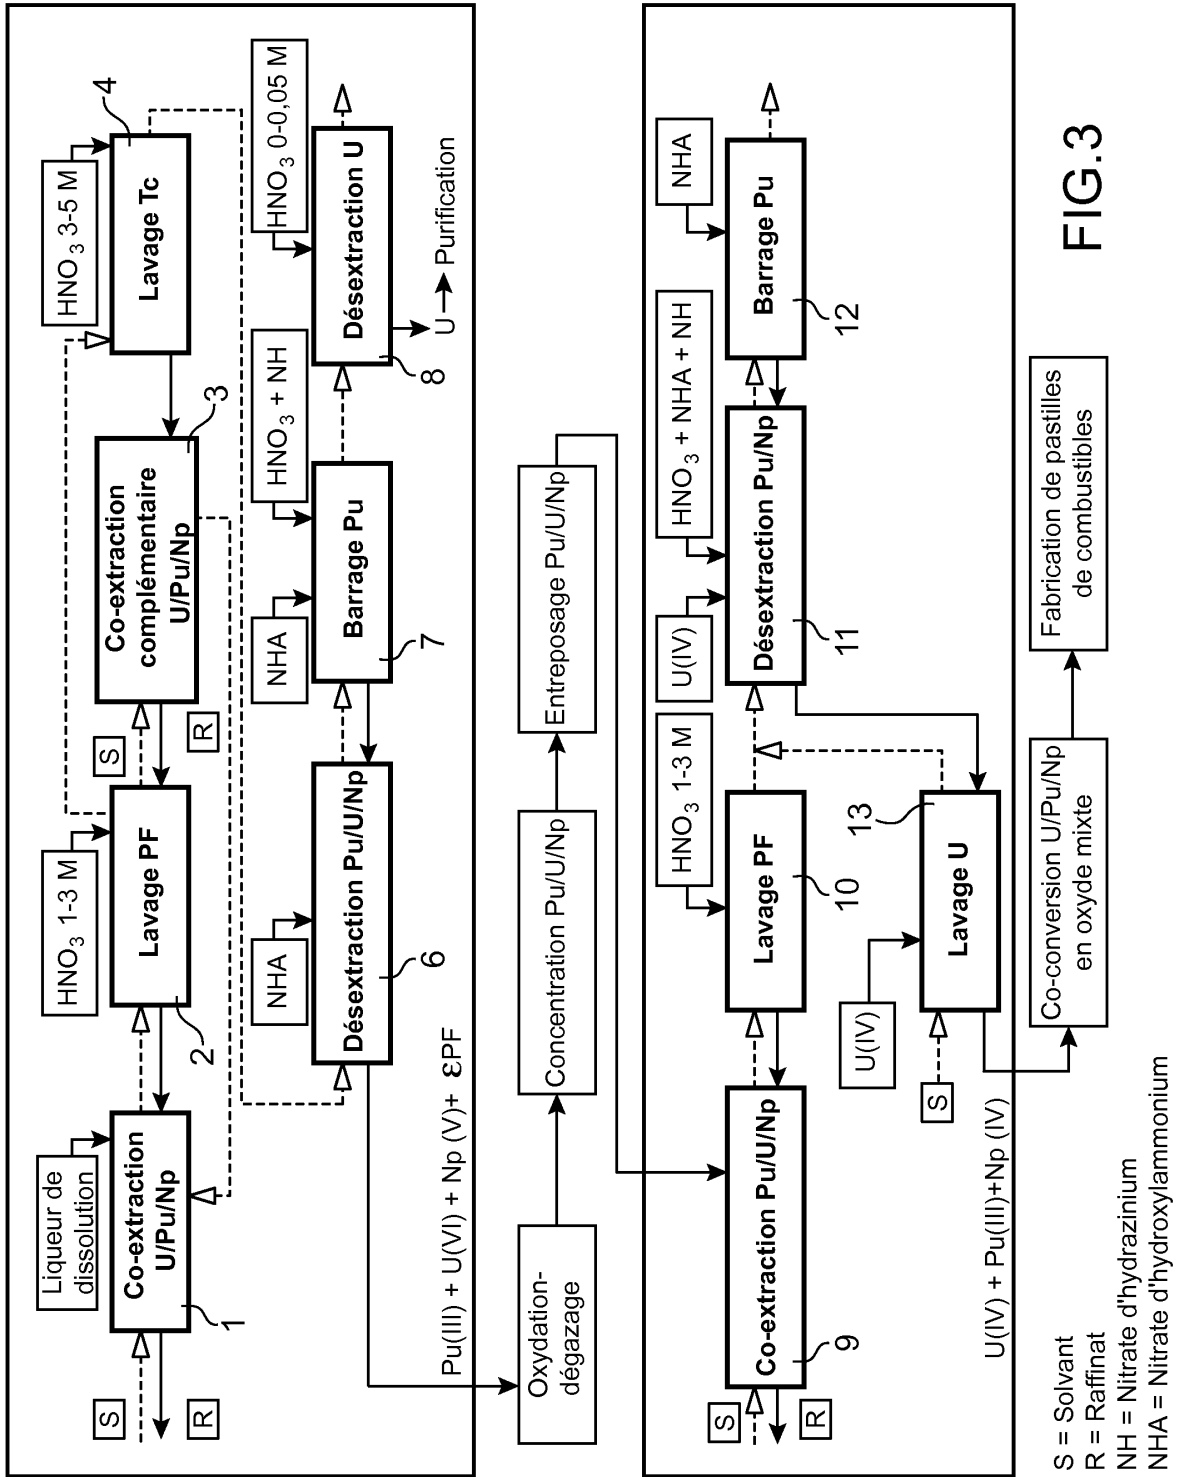 Liqueur de
dissolution
HNO3 1-3 M
HNO3 3-5 M
S
R
Co-extraction
U/Pu/Np
1
Lavage PF
2
S
R
Co-extraction
complémentaire
U/Pu/Np
3
Lavage Tc
4
NHA
NHA
HNO3 + NH
HNO3 0-0,05 M
Désextraction Pu/U/Np
6
Barrage Pu
7
Désextraction U
8
U
Purification
Pu(III) + U(VI) + Np (V)+ εPF
Oxydation-
dégazage
Concentration Pu/U/Np
Entreposage Pu/U/Np
HNO3 1-3 M
U(IV)
HNO3 + NHA + NH
NHA
S
R
Co-extraction Pu/U/Np
9
Lavage PF
10
Désextraction Pu/Np
11
Barrage Pu
12
U(IV)
S
Lavage U
13
U(IV) + Pu(III)+Np (IV)
Co-conversion U/Pu/Np
en oxyde mixte
Fabrication de pastilles
de combustibles
S = Solvant
R = Raffinat
NH = Nitrate d'hydrazinium
NHA = Nitrate d'hydroxylammonium
FIG.3